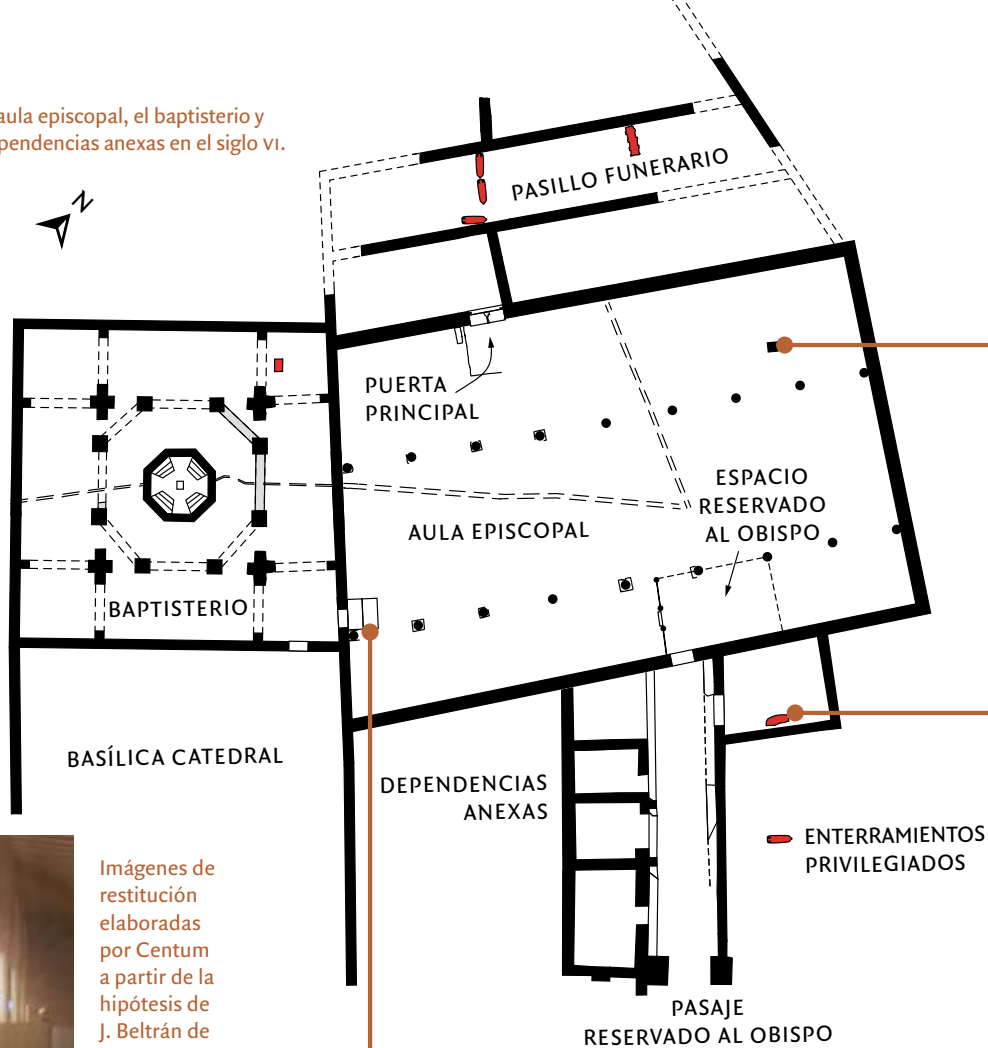 aula episcopal, el baptisterio y
pendencias anexas en el siglo VI.
N
PASILLO FUNERARIO
PUERTA
PRINCIPAL
ESPACIO
RESERVADO
AL OBISPO
AULA EPISCOPAL
BAPTISTERIO
BASÍLICA CATEDRAL
DEPENDENCIAS
ANEXAS
ENTERRAMIENTOS
PRIVILEGIADOS
Imágenes de
restitución
elaboradas
por Centum
a partir de la
hipótesis de
J. Beltrán de
PASAJE
RESERVADO AL OBISPO